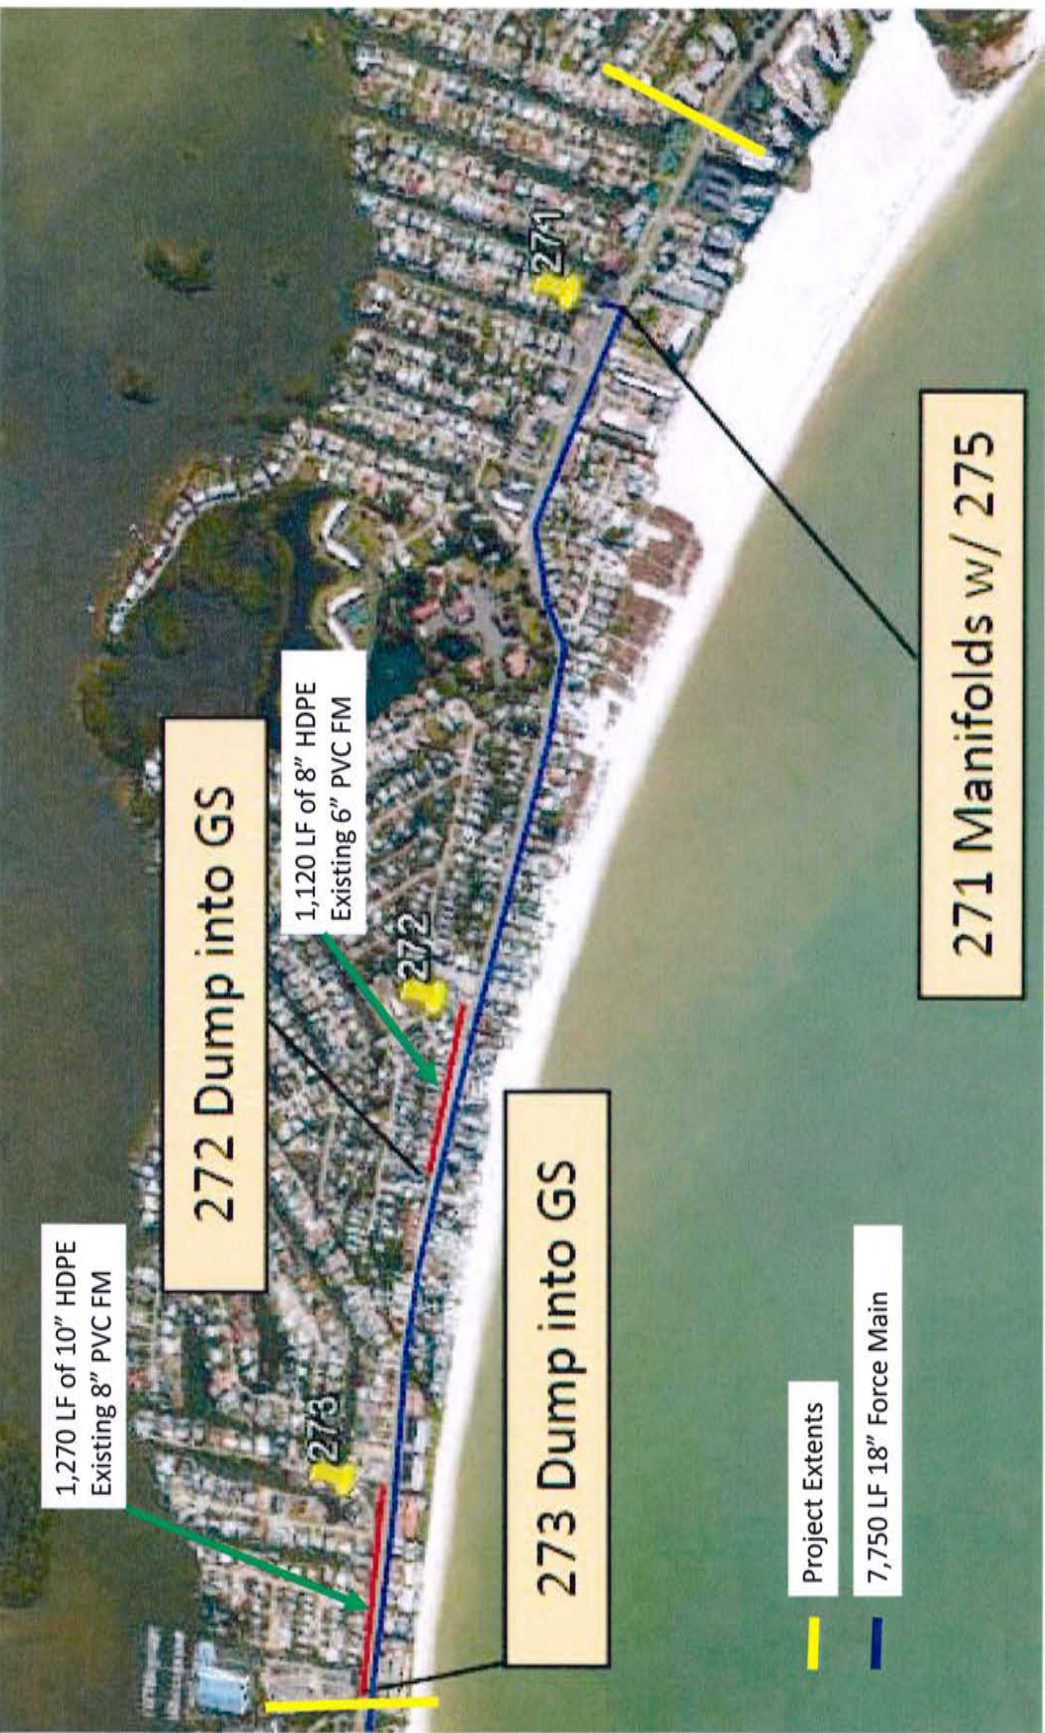 1,270 LF of 10” HDPE
Existing 8” PVC FM
272 Dump into GS
1,120 LF of 8” HDPE
Existing 6” PVC FM
273
272
271
273 Dump into GS
271 Manifolds w/ 275
Project Extents
7,750 LF 18” Force Main